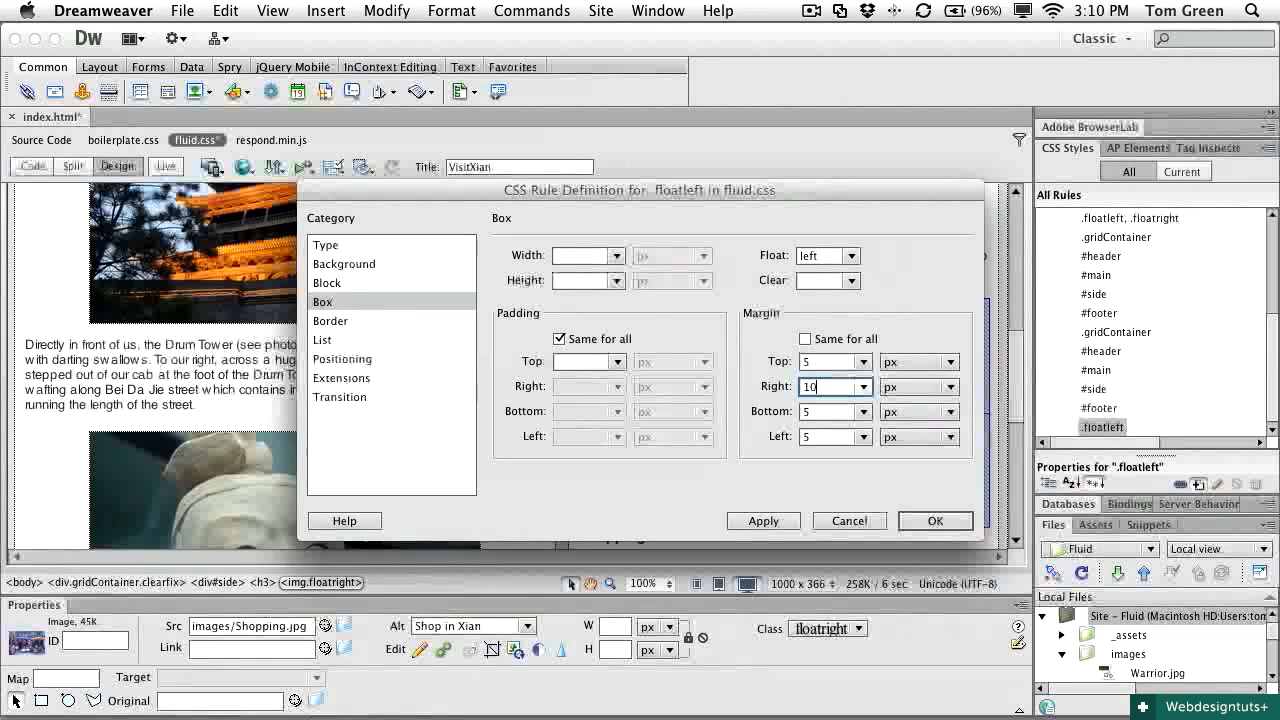 Dreamweaver File Edit View Insert Modify Format Commands Site Window Help (96%) 3:10 PM Tom Green
Dw Classic
Common Layout Forms Data Spry jQuery Mobile InContext Editing Text Favorites
index.html*
Source Code boilerplate.css fluid.css* respond.min.js
Code Split Design Live Title: VisitXian
CSS Rule Definition for .floatleft in fluid.css
Category
Type
Background
Block
Box
Border
List
Positioning
Extensions
Transition
Box
Width: px Float: left
Height: px Clear:
Padding
Same for all
Top: px
Right: px
Bottom: px
Left: px
Margin
Same for all
Top: 5 px
Right: 10 px
Bottom: 5 px
Left: 5 px
Help Apply Cancel OK
Directly in front of us, the Drum Tower (see photo
with darting swallows. To our right, across a hug
stepped out of our cab at the foot of the Drum T
wafting along Bei Da Jie street which contains i
running the length of the street.
Adobe BrowserLab
CSS Styles AP Elements Tag Inspecto
All Current
All Rules
.floatleft, .floatright
.gridContainer
#header
#main
#side
#footer
.gridContainer
#header
#main
#side
#footer
.floatleft
Properties for ".floatleft"
Databases Bindings Server Behavior
Files Assets Snippets
Fluid Local view
Local Files
Site – Fluid (Macintosh HD:Users:ton
_assets
images
Warrior.jpg
<body> <div.gridContainer.clearfix> <div#side> <h3> <img.floatright> 100% 1000 x 366 258K / 6 sec Unicode (UTF-8)
Properties
Image, 45K Src images/Shopping.jpg Alt Shop in Xian W px Class floatright
ID Link Edit H px
Map Target
Original
Webdesigntuts+